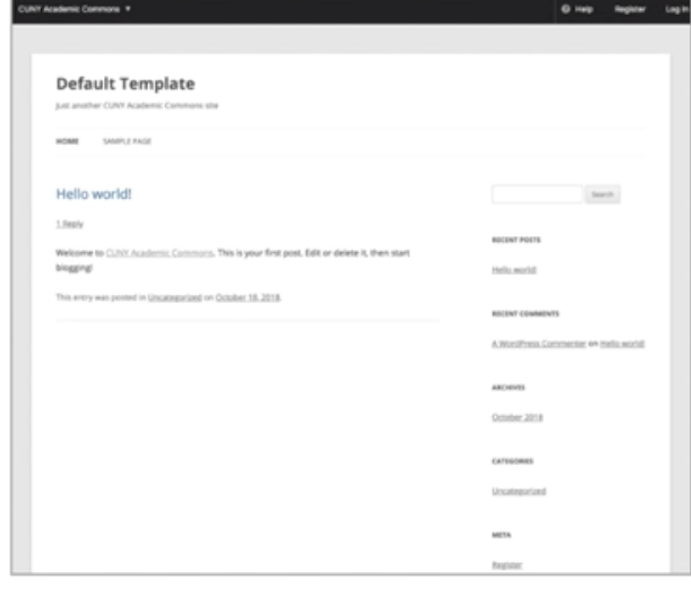 CUNY Academic Commons ▼
Help Register Log In
Default Template
Just another CUNY Academic Commons site
HOME SAMPLE PAGE
Hello world!
1 Reply
Welcome to CUNY Academic Commons. This is your first post. Edit or delete it, then start
blogging!
This entry was posted in Uncategorized on October 18, 2018.
Search
RECENT POSTS
Hello world!
RECENT COMMENTS
A WordPress Commenter on Hello world!
ARCHIVES
October 2018
CATEGORIES
Uncategorized
META
Register